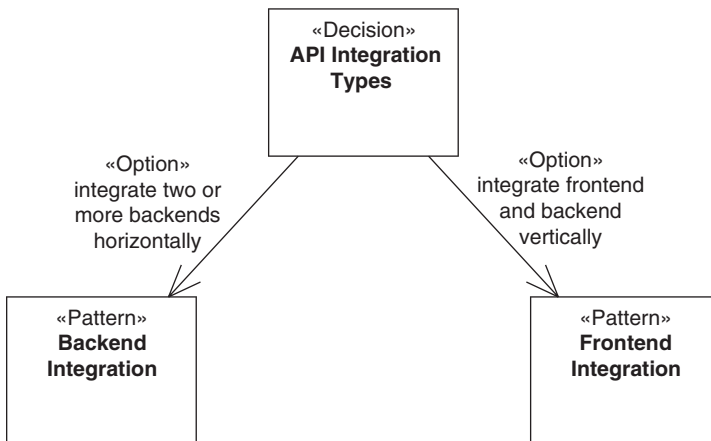 «Decision»
API Integration
Types
«Option»
integrate two or
more backends
horizontally
«Option»
integrate frontend
and backend
vertically
«Pattern»
Backend
Integration
«Pattern»
Frontend
Integration